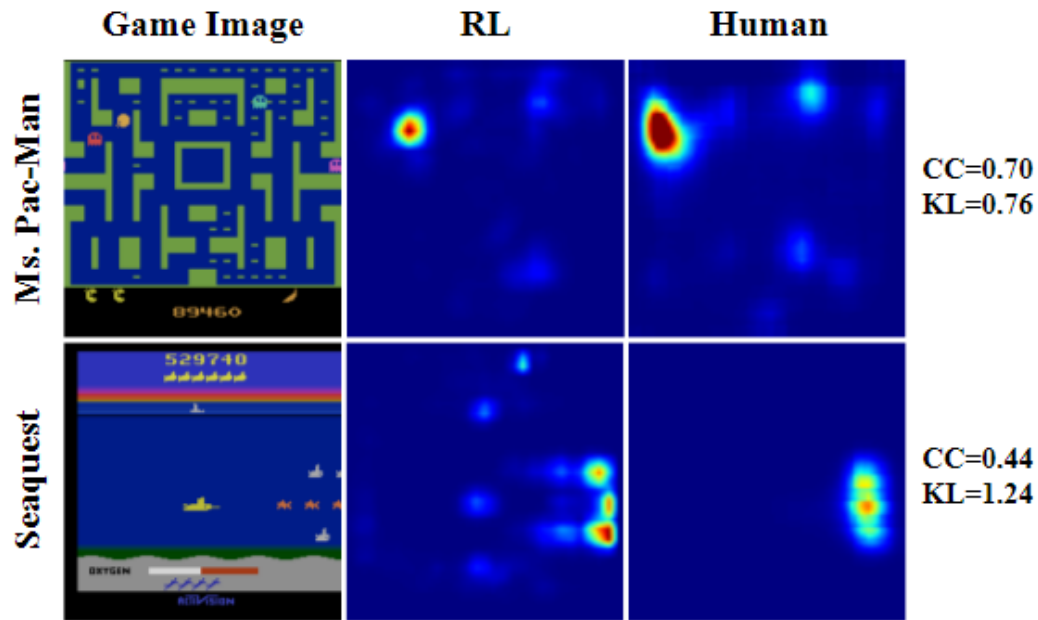 Game Image RL Human
Ms. Pac-Man
89460
CC=0.70
KL=0.76
Seaquest
529740
OXYGEN
ACTIVISION
CC=0.44
KL=1.24